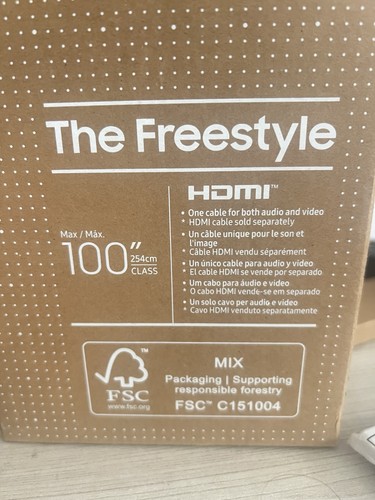 The Freestyle
Max / Máx.
100”
254cm
CLASS
HDMI™
• One cable for both audio and video
* HDMI cable sold separately
• Un câble unique pour le son et
l'image
* Câble HDMI vendu séparément
• Un único cable para audio y video
* El cable HDMI se vende por separado
• Um cabo para áudio e vídeo
* O cabo HDMI vende-se em separado
• Un solo cavo per audio e video
* Cavo HDMI venduto separatamente
™
FSC
www.fsc.org
MIX
Packaging | Supporting
responsible forestry
FSC™ C151004